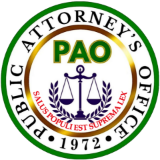 PUBLIC ATTORNEY'S OFFICE
PAO
SALUS POPULI EST SUPREMA LEX
• 1972 •